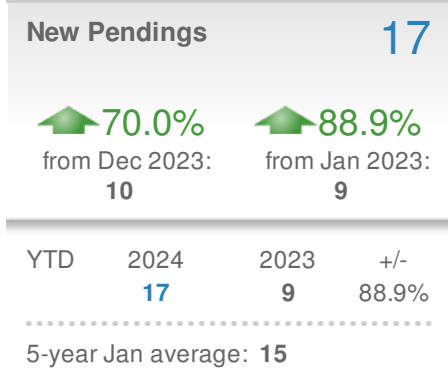 New Pendings 17
70.0% 88.9%
from Dec 2023: from Jan 2023:
10 9
YTD 2024 2023 +/-
17 9 88.9%
5-year Jan average: 15